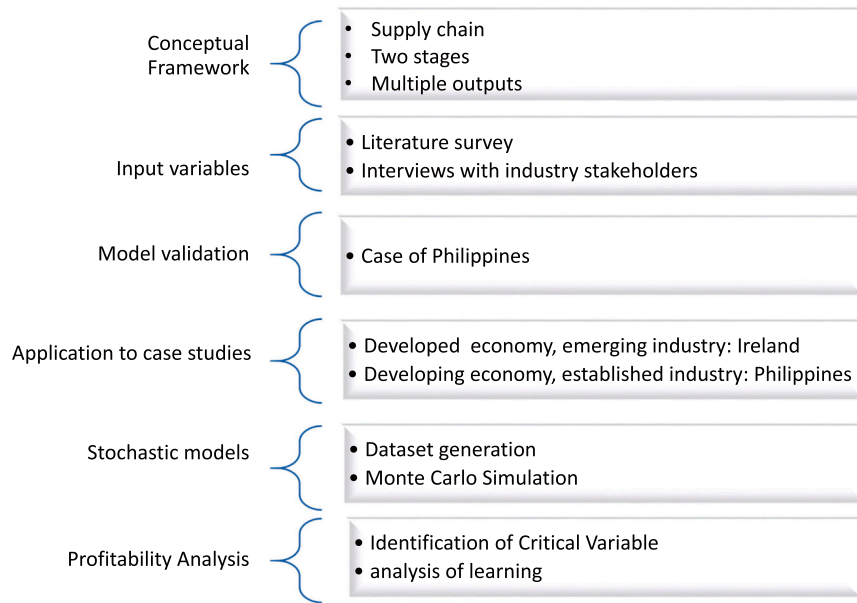 Conceptual
Framework
• Supply chain
• Two stages
• Multiple outputs
Input variables
• Literature survey
• Interviews with industry stakeholders
Model validation
• Case of Philippines
Application to case studies
• Developed economy, emerging industry: Ireland
• Developing economy, established industry: Philippines
Stochastic models
• Dataset generation
• Monte Carlo Simulation
Profitability Analysis
• Identification of Critical Variable
• analysis of learning